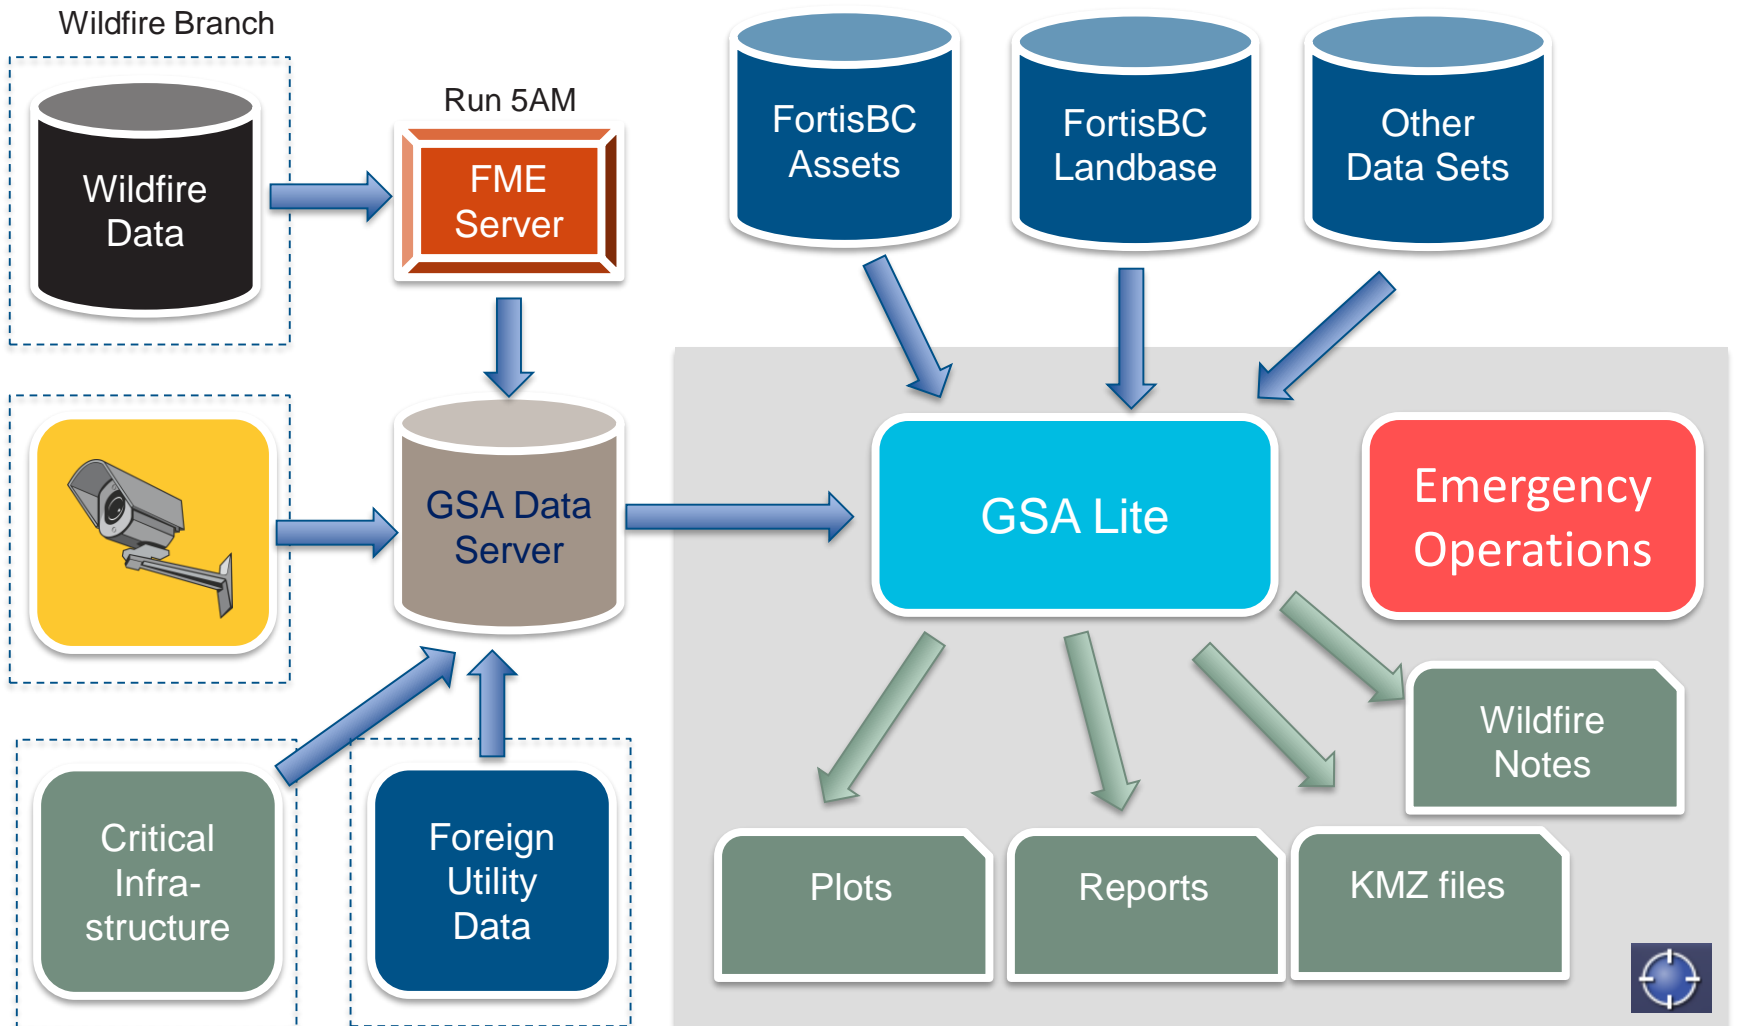 Wildfire Branch
Wildfire
Data
Run 5AM
FME
Server
FortisBC
Assets
FortisBC
Landbase
Other
Data Sets
GSA Data
Server
GSA Lite
Emergency
Operations
Critical
Infra-
structure
Foreign
Utility
Data
Wildfire
Notes
Plots
Reports
KMZ files